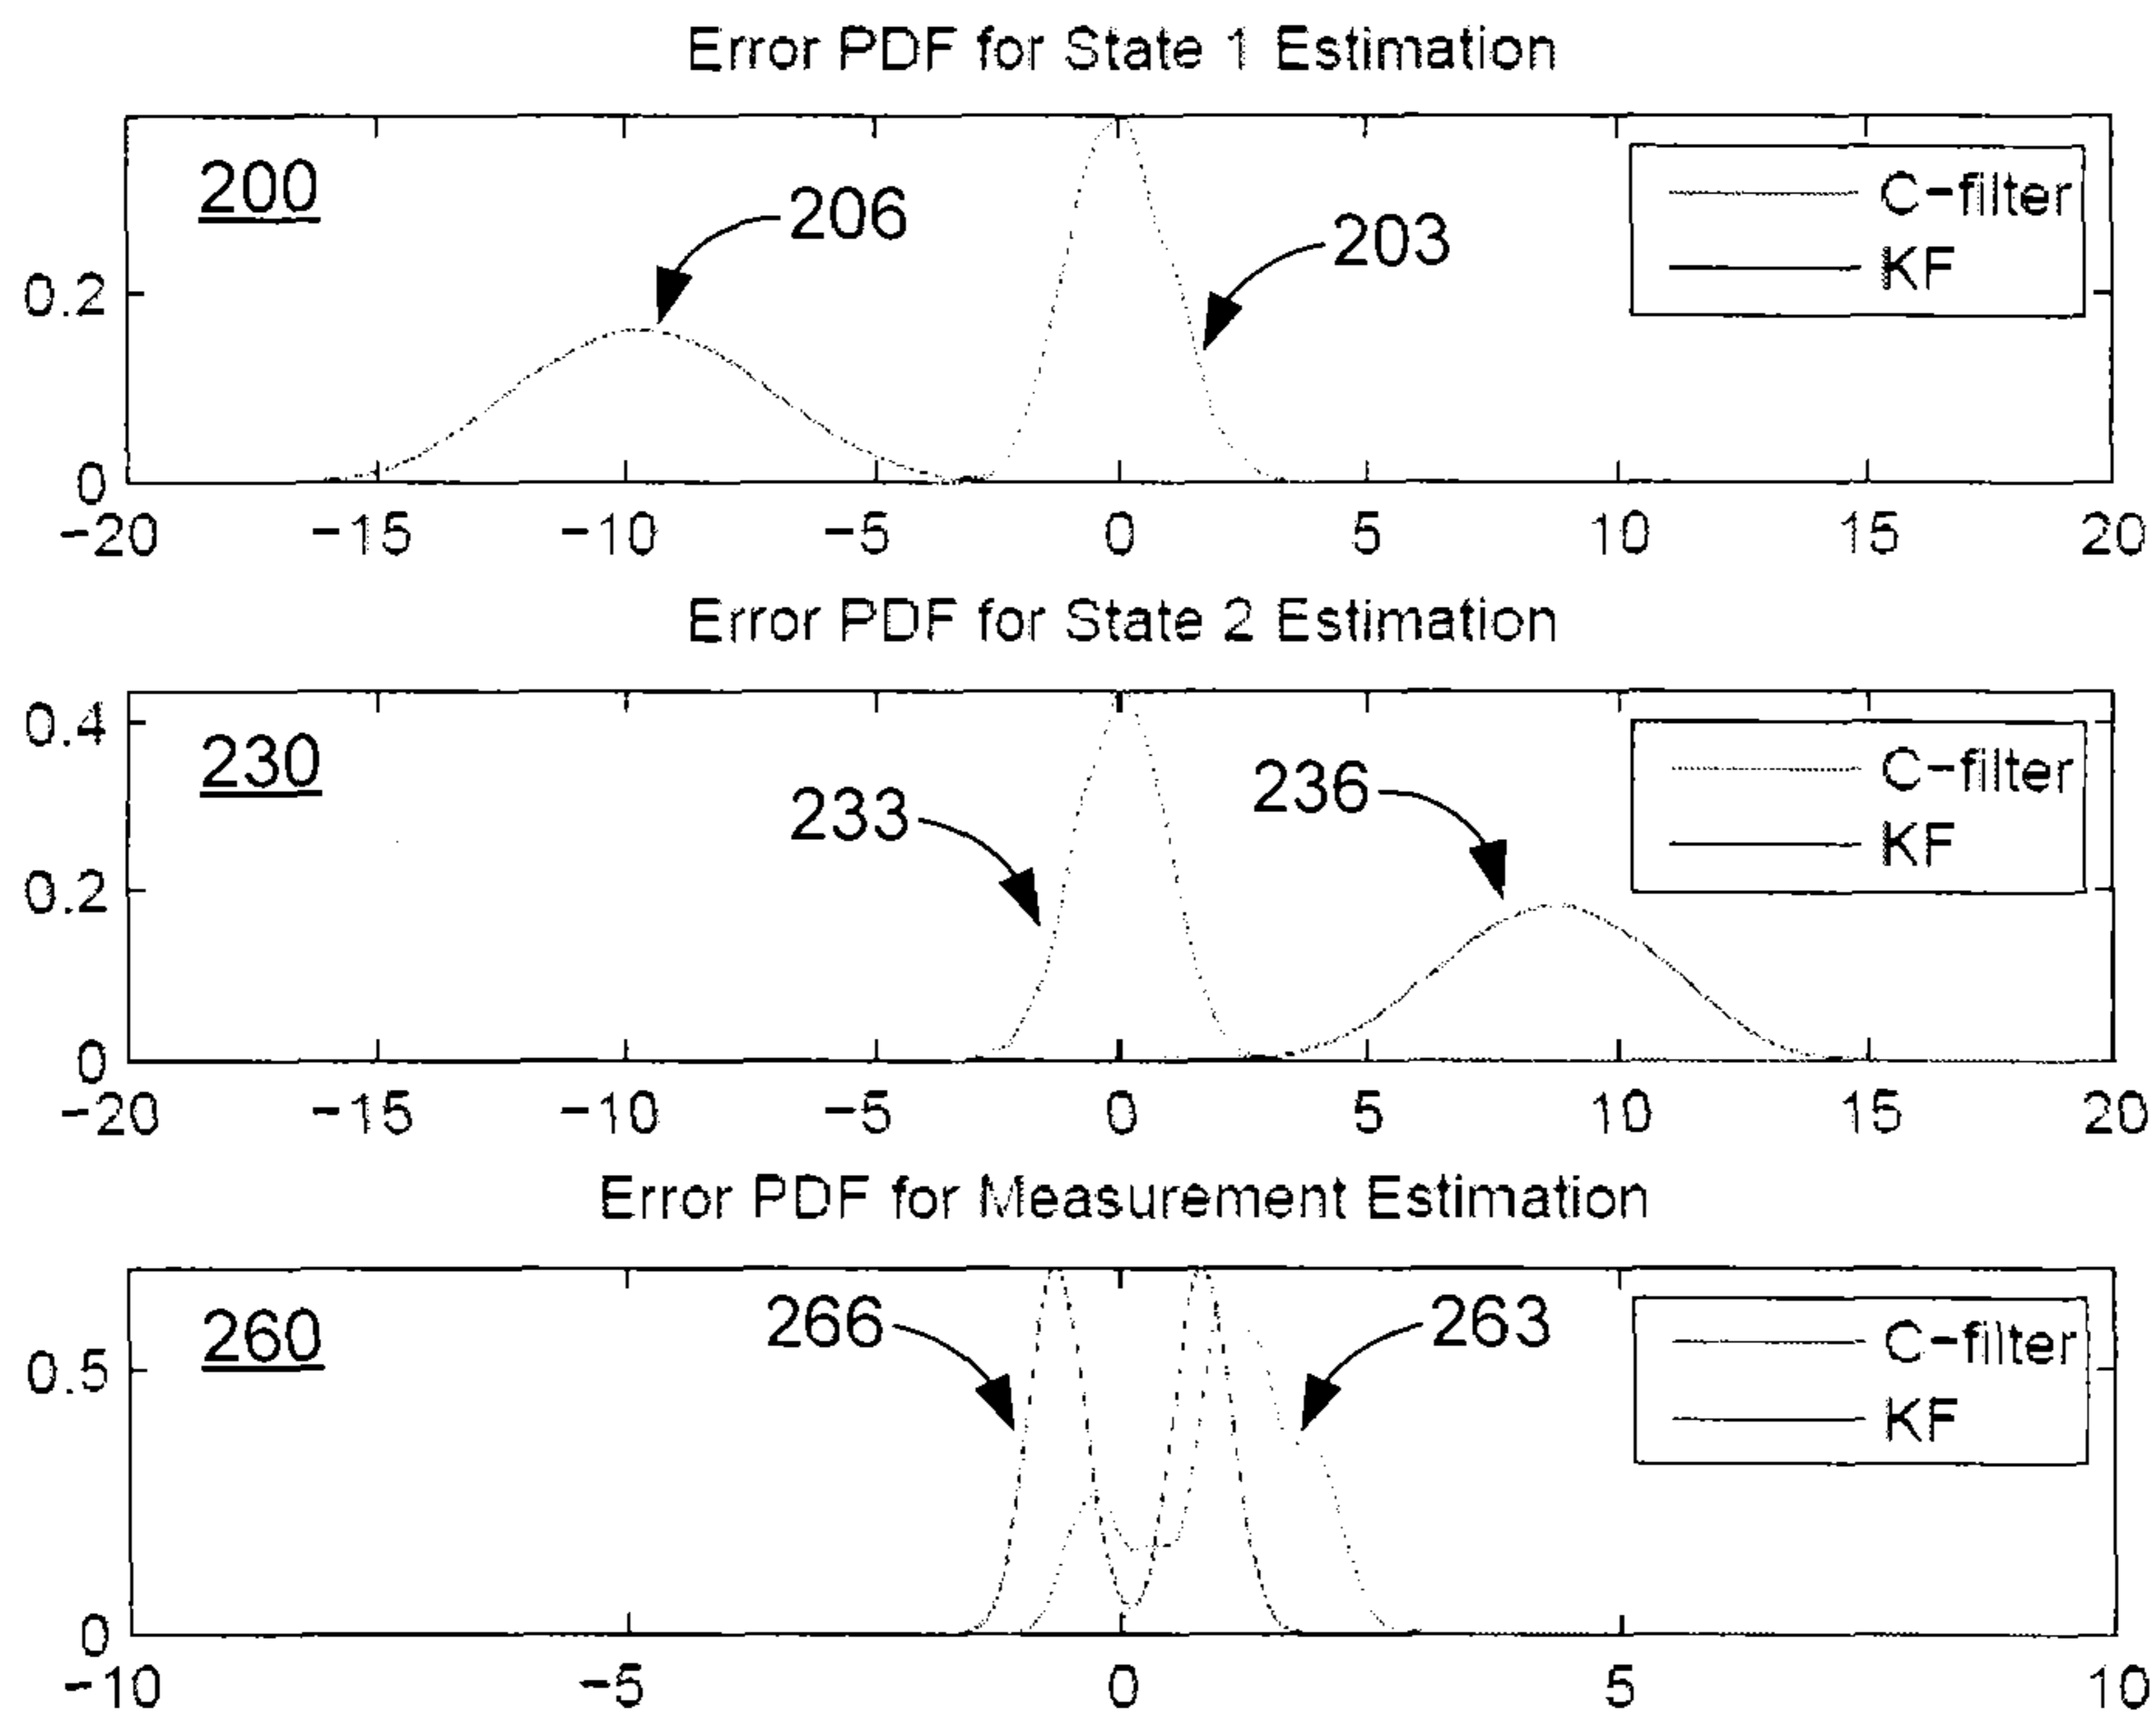 Error PDF for State 1 Estimation
200
206
203
C-filter
KF
0.2
0
-20 -15 -10 -5 0 5 10 15 20
Error PDF for State 2 Estimation
0.4
230
233
236
C-filter
KF
0.2
0
-20 -15 -10 -5 0 5 10 15 20
Error PDF for Measurement Estimation
260
266
263
C-filter
KF
0.5
0
-10 -5 0 5 10